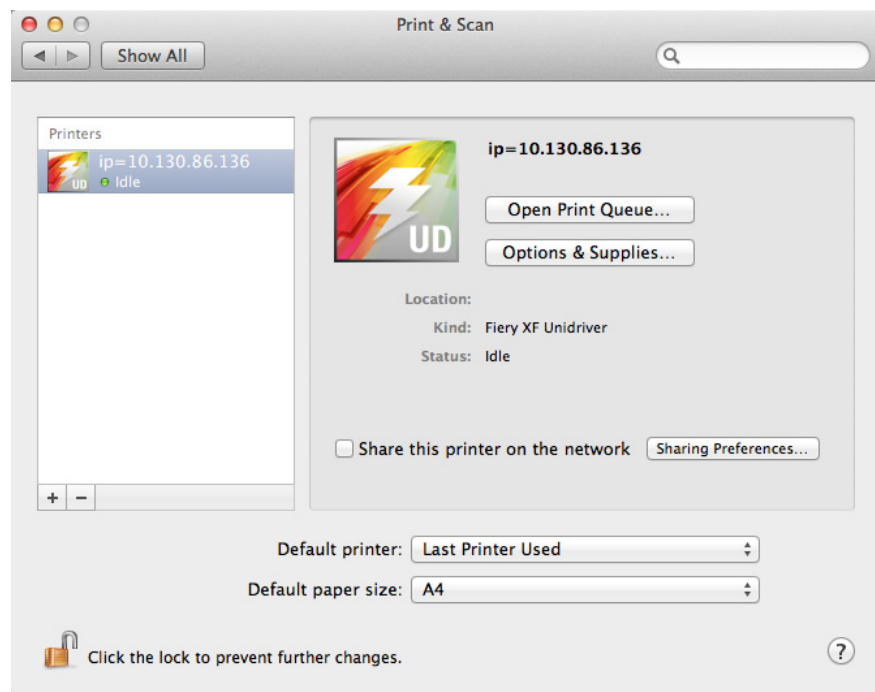 Print & Scan
Show All
Printers
ip=10.130.86.136
UD
Idle
ip=10.130.86.136
UD
Open Print Queue...
Options & Supplies...
Location:
Kind: Fiery XF Unidriver
Status: Idle
Share this printer on the network
Sharing Preferences...
+ −
Default printer: Last Printer Used
Default paper size: A4
Click the lock to prevent further changes.
?